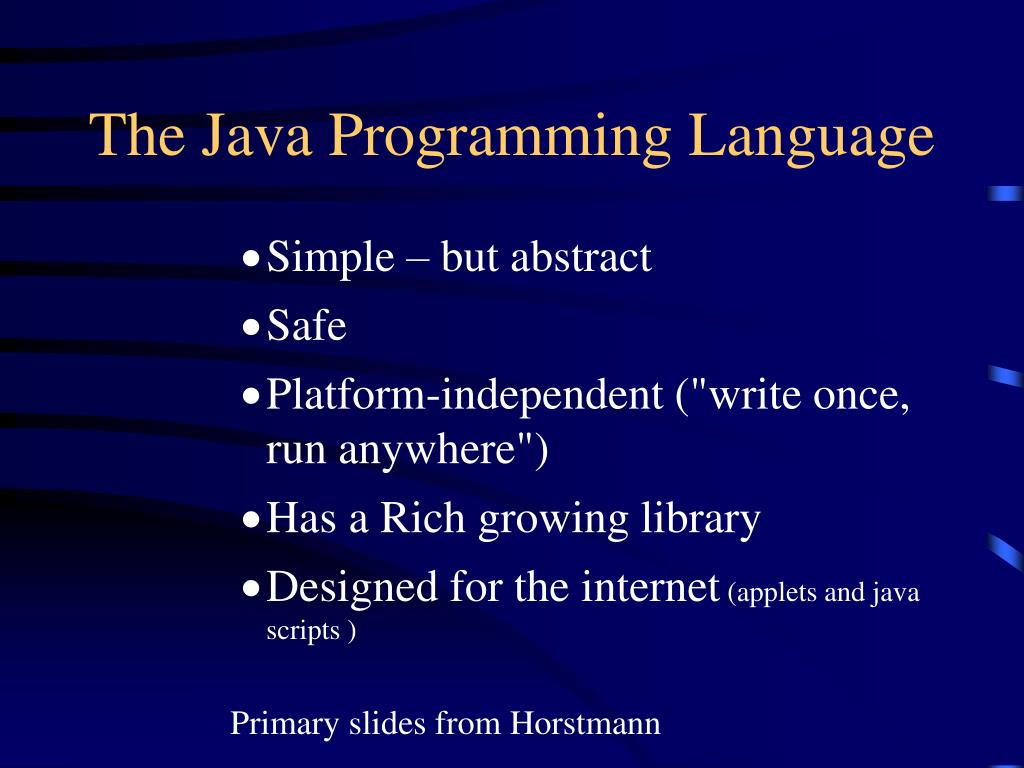 The Java Programming Language
•Simple – but abstract
•Safe
•Platform-independent ("write once,
run anywhere")
•Has a Rich growing library
•Designed for the internet (applets and java
scripts )
Primary slides from Horstmann